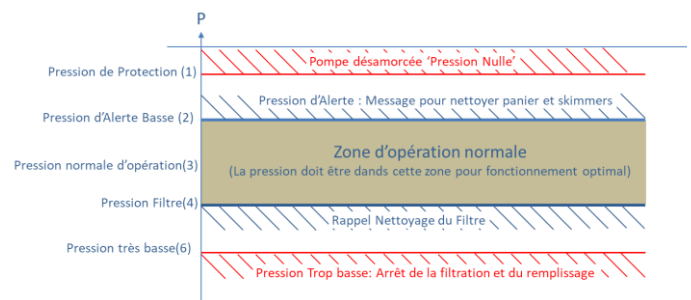 P
Pompe désamorcée ‘Pression Nulle’
Pression de Protection (1)
Pression d’Alerte : Message pour nettoyer panier et skimmers
Pression d’Alerte Basse (2)
Zone d’opération normale
Pression normale d’opération(3)
(La pression doit être dands cette zone pour fonctionnement optimal)
Pression Filtre(4)
Rappel Nettoyage du Filtre
Pression très basse(6)
Pression Trop basse: Arrêt de la filtration et du remplissage